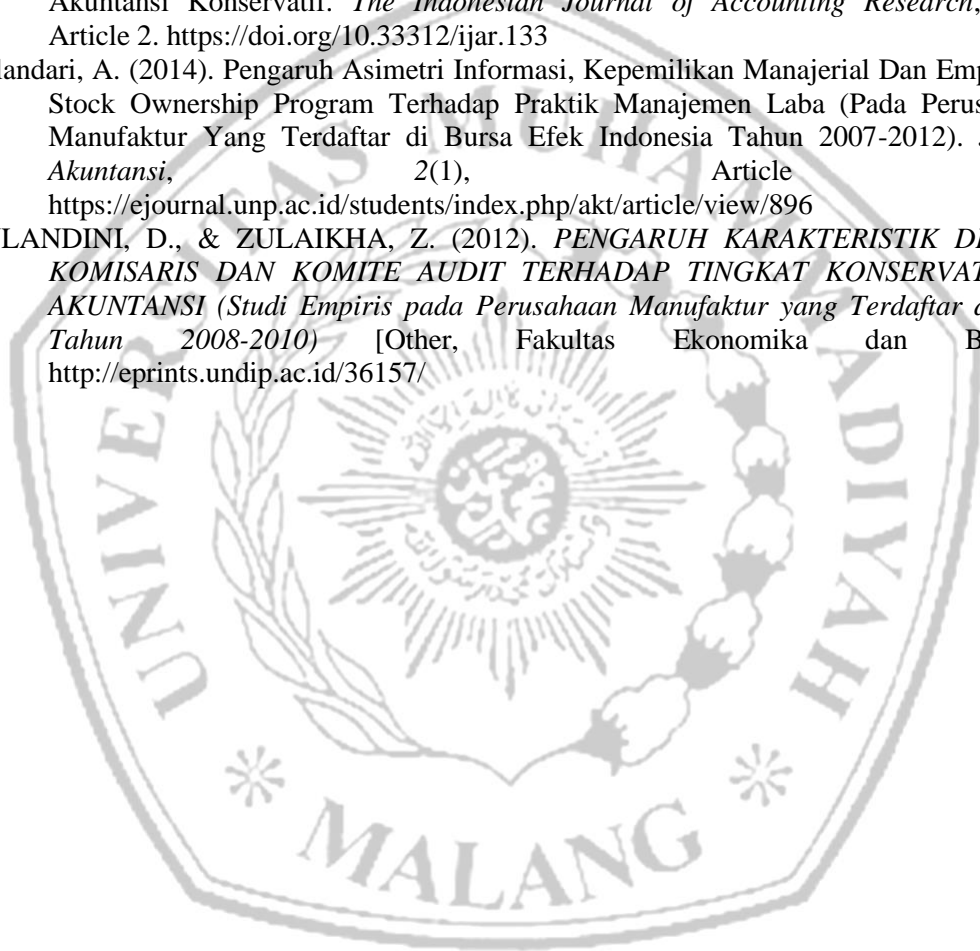 Akuntansi Konservatif. The Indonesian Journal of Accounting Research,
Article 2. https://doi.org/10.33312/ijar.133
landari, A. (2014). Pengaruh Asimetri Informasi, Kepemilikan Manajerial Dan Emp
Stock Ownership Program Terhadap Praktik Manajemen Laba (Pada Perus
Manufaktur Yang Terdaftar di Bursa Efek Indonesia Tahun 2007-2012).
Akuntansi, 2(1), Article
https://ejournal.unp.ac.id/students/index.php/akt/article/view/896
LANDINI, D., & ZULAIKHA, Z. (2012). PENGARUH KARAKTERISTIK DE
KOMISARIS DAN KOMITE AUDIT TERHADAP TINGKAT KONSERVAT
AKUNTANSI (Studi Empiris pada Perusahaan Manufaktur yang Terdaftar d
Tahun 2008-2010) [Other, Fakultas Ekonomika dan B
http://eprints.undip.ac.id/36157/
UNIVERSITAS MUHAMMADIYAH
MALANG